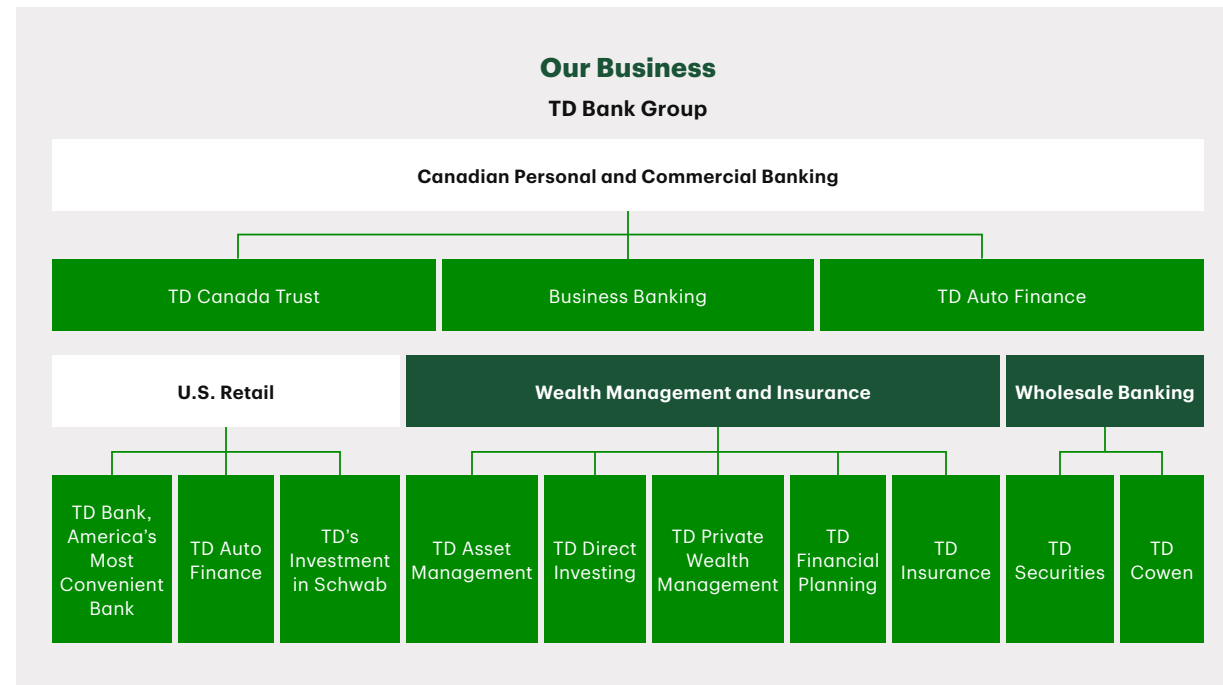 Our Business
TD Bank Group
Canadian Personal and Commercial Banking
TD Canada Trust
Business Banking
TD Auto Finance
U.S. Retail
Wealth Management and Insurance
Wholesale Banking
TD Bank,
America's
Most
Convenient
Bank
TD Auto
Finance
TD's
Investment
in Schwab
TD Asset
Management
TD Direct
Investing
TD Private
Wealth
Management
TD
Financial
Planning
TD
Insurance
TD
Securities
TD
Cowen